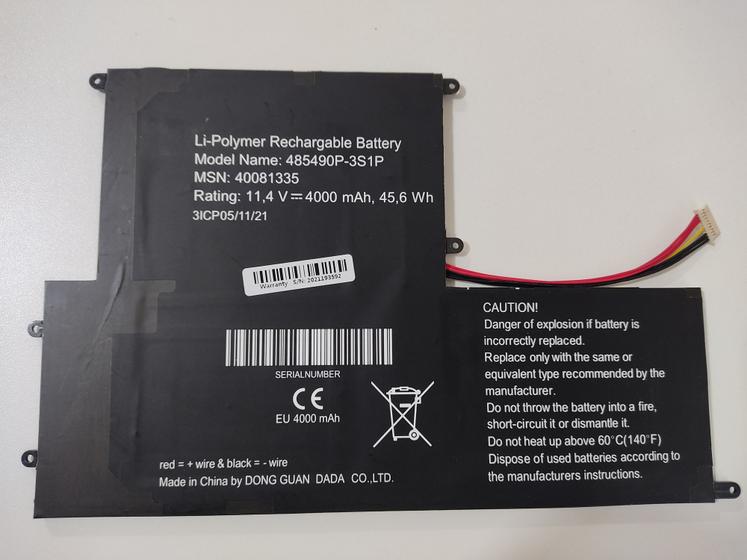 Li-Polymer Rechargable Battery
Model Name: 485490P-3S1P
MSN: 40081335
Rating: 11,4 V⎓4000 mAh, 45,6 Wh
3ICP05/11/21
Warranty S/N: 2021193592
SERIALNUMBER
CE
EU 4000 mAh
red = + wire & black = - wire
Made in China by DONG GUAN DADA CO.,LTD.
CAUTION!
Danger of explosion if battery is
incorrectly replaced.
Replace only with the same or
equivalent type recommended by the
manufacturer.
Do not throw the battery into a fire,
short-circuit it or dismantle it.
Do not heat up above 60°C(140°F)
Dispose of used batteries according to
the manufacturers instructions.